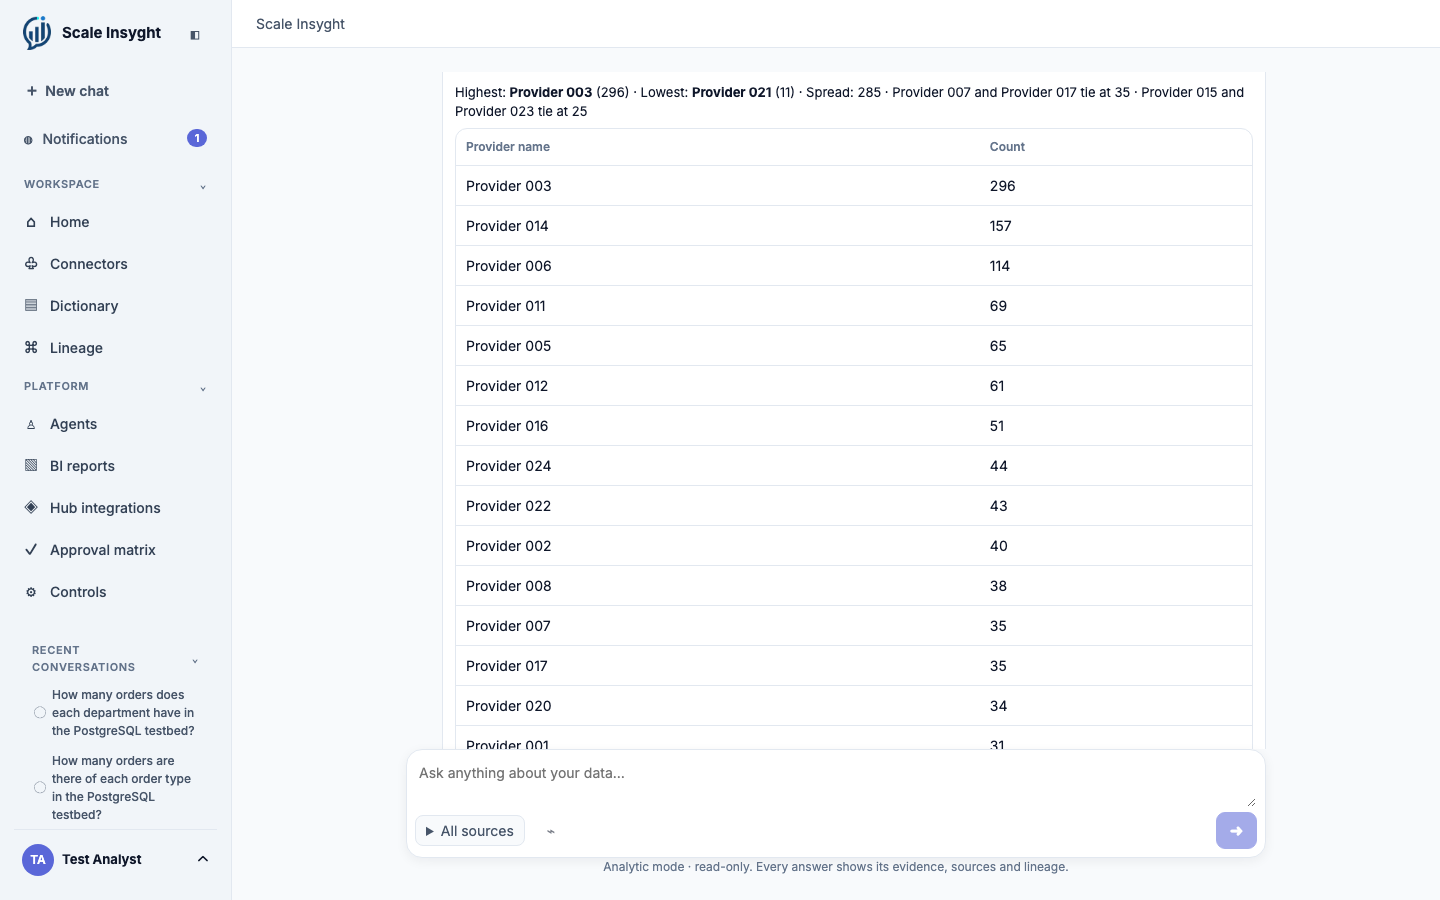 Scale Insyght
+ New chat
Notifications 1
WORKSPACE
Home
Connectors
Dictionary
Lineage
PLATFORM
Agents
BI reports
Hub integrations
Approval matrix
Controls
RECENT
CONVERSATIONS
How many orders does
each department have in
the PostgreSQL testbed?
How many orders are
there of each order type
in the PostgreSQL
testbed?
TA Test Analyst
Scale Insyght
Highest: Provider 003 (296) · Lowest: Provider 021 (11) · Spread: 285 · Provider 007 and Provider 017 tie at 35 · Provider 015 and
Provider 023 tie at 25
Provider name Count
Provider 003 296
Provider 014 157
Provider 006 114
Provider 011 69
Provider 005 65
Provider 012 61
Provider 016 51
Provider 024 44
Provider 022 43
Provider 002 40
Provider 008 38
Provider 007 35
Provider 017 35
Provider 020 34
Provider 001 31
Ask anything about your data...
All sources
Analytic mode · read-only. Every answer shows its evidence, sources and lineage.